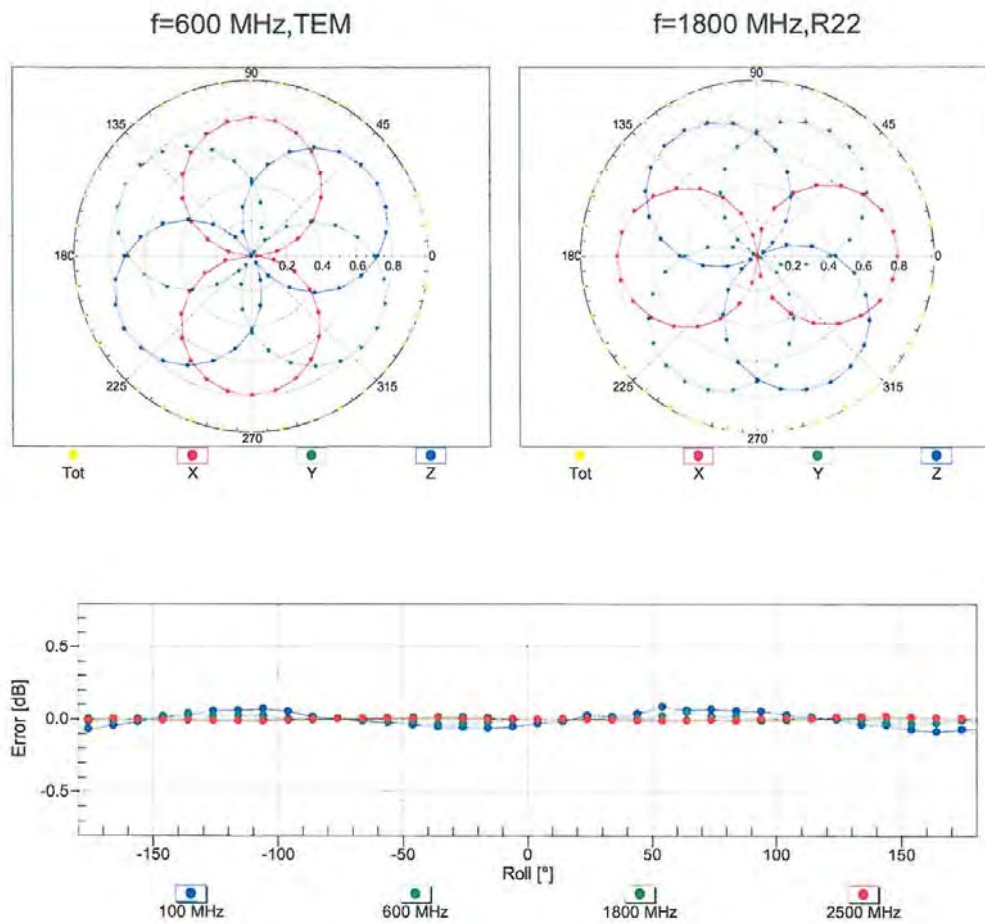 f=600 MHz,TEM
f=1800 MHz,R22
90
135
45
180
0
0.2 0.4 0.6 0.8
225
315
270
90
135
45
180
0
0.2 0.4 0.6 0.8
225
315
270
Tot X Y Z
Tot X Y Z
Error [dB]
0.5
0.0
-0.5
-150 -100 -50 0 50 100 150
Roll [°]
100 MHz 600 MHz 1800 MHz 2500 MHz